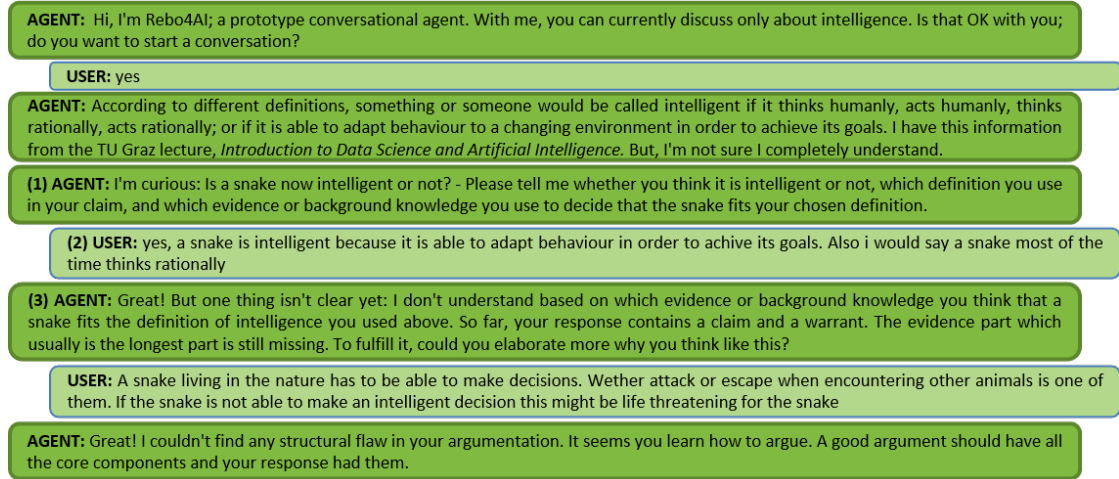 AGENT: Hi, I'm Rebo4AI; a prototype conversational agent. With me, you can currently discuss only about intelligence. Is that OK with you;
do you want to start a conversation?
USER: yes
AGENT: According to different definitions, something or someone would be called intelligent if it thinks humanly, acts humanly, thinks
rationally, acts rationally; or if it is able to adapt behaviour to a changing environment in order to achieve its goals. I have this information
from the TU Graz lecture, Introduction to Data Science and Artificial Intelligence. But, I'm not sure I completely understand.
(1) AGENT: I'm curious: Is a snake now intelligent or not? - Please tell me whether you think it is intelligent or not, which definition you use
in your claim, and which evidence or background knowledge you use to decide that the snake fits your chosen definition.
(2) USER: yes, a snake is intelligent because it is able to adapt behaviour in order to achive its goals. Also i would say a snake most of the
time thinks rationally
(3) AGENT: Great! But one thing isn't clear yet: I don't understand based on which evidence or background knowledge you think that a
snake fits the definition of intelligence you used above. So far, your response contains a claim and a warrant. The evidence part which
usually is the longest part is still missing. To fulfill it, could you elaborate more why you think like this?
USER: A snake living in the nature has to be able to make decisions. Wether attack or escape when encountering other animals is one of
them. If the snake is not able to make an intelligent decision this might be life threatening for the snake
AGENT: Great! I couldn't find any structural flaw in your argumentation. It seems you learn how to argue. A good argument should have all
the core components and your response had them.